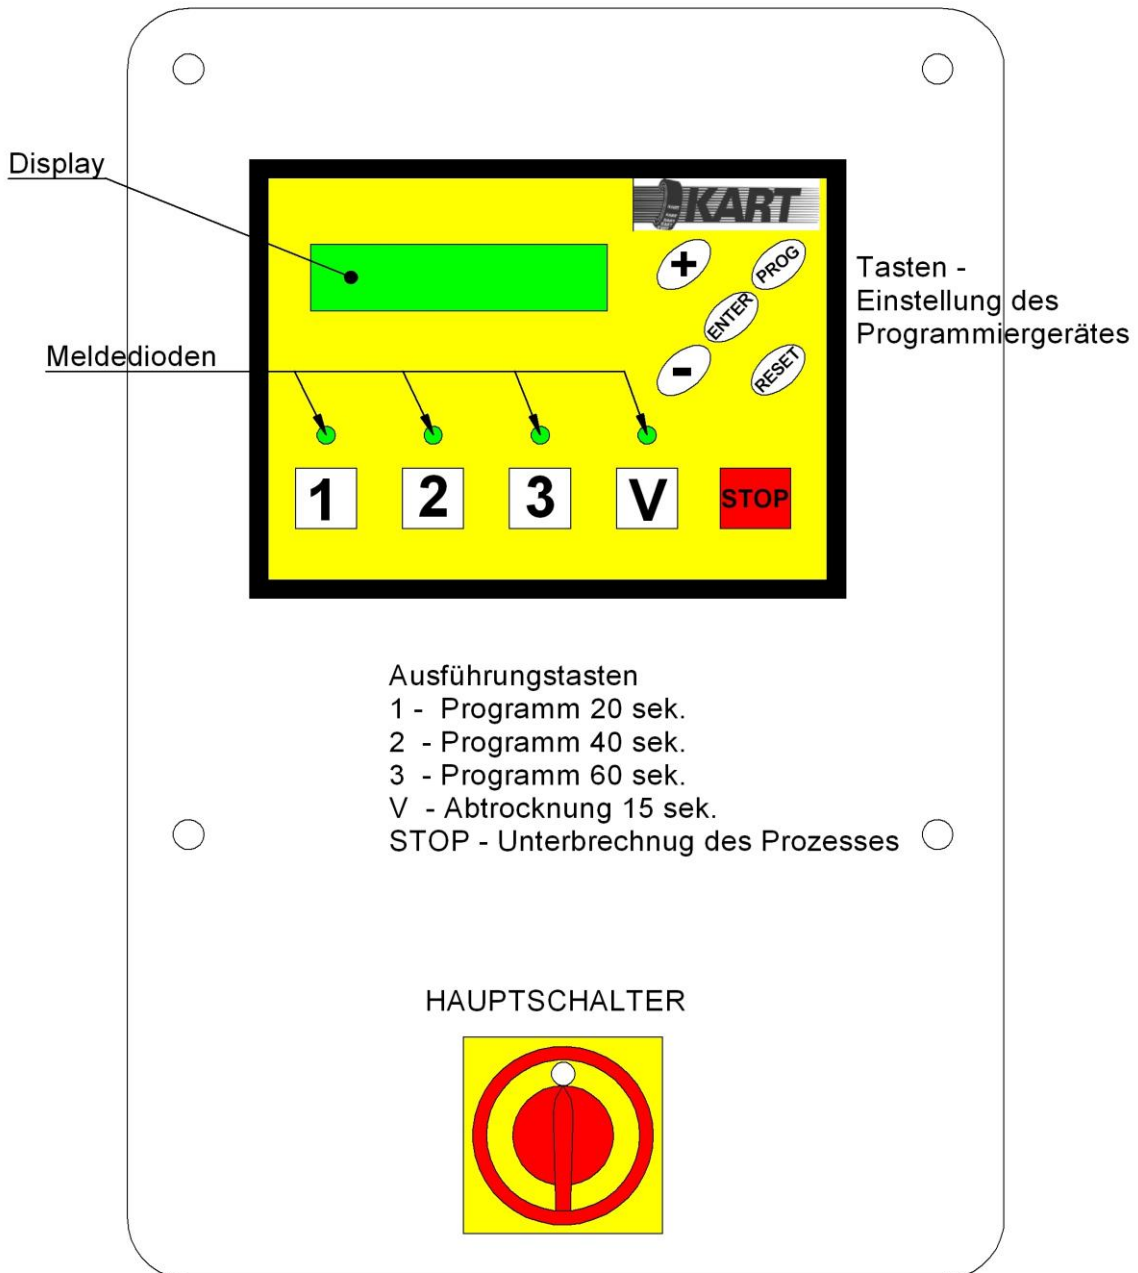 Display
KART
+
PROG
Tasten -
Einstellung des
Programmiergerätes
ENTER
Meldedioden
-
RESET
1 2 3 V STOP
Ausführungstasten
1 - Programm 20 sek.
2 - Programm 40 sek.
3 - Programm 60 sek.
V - Abtrocknung 15 sek.
STOP - Unterbrechnug des Prozesses
HAUPTSCHALTER